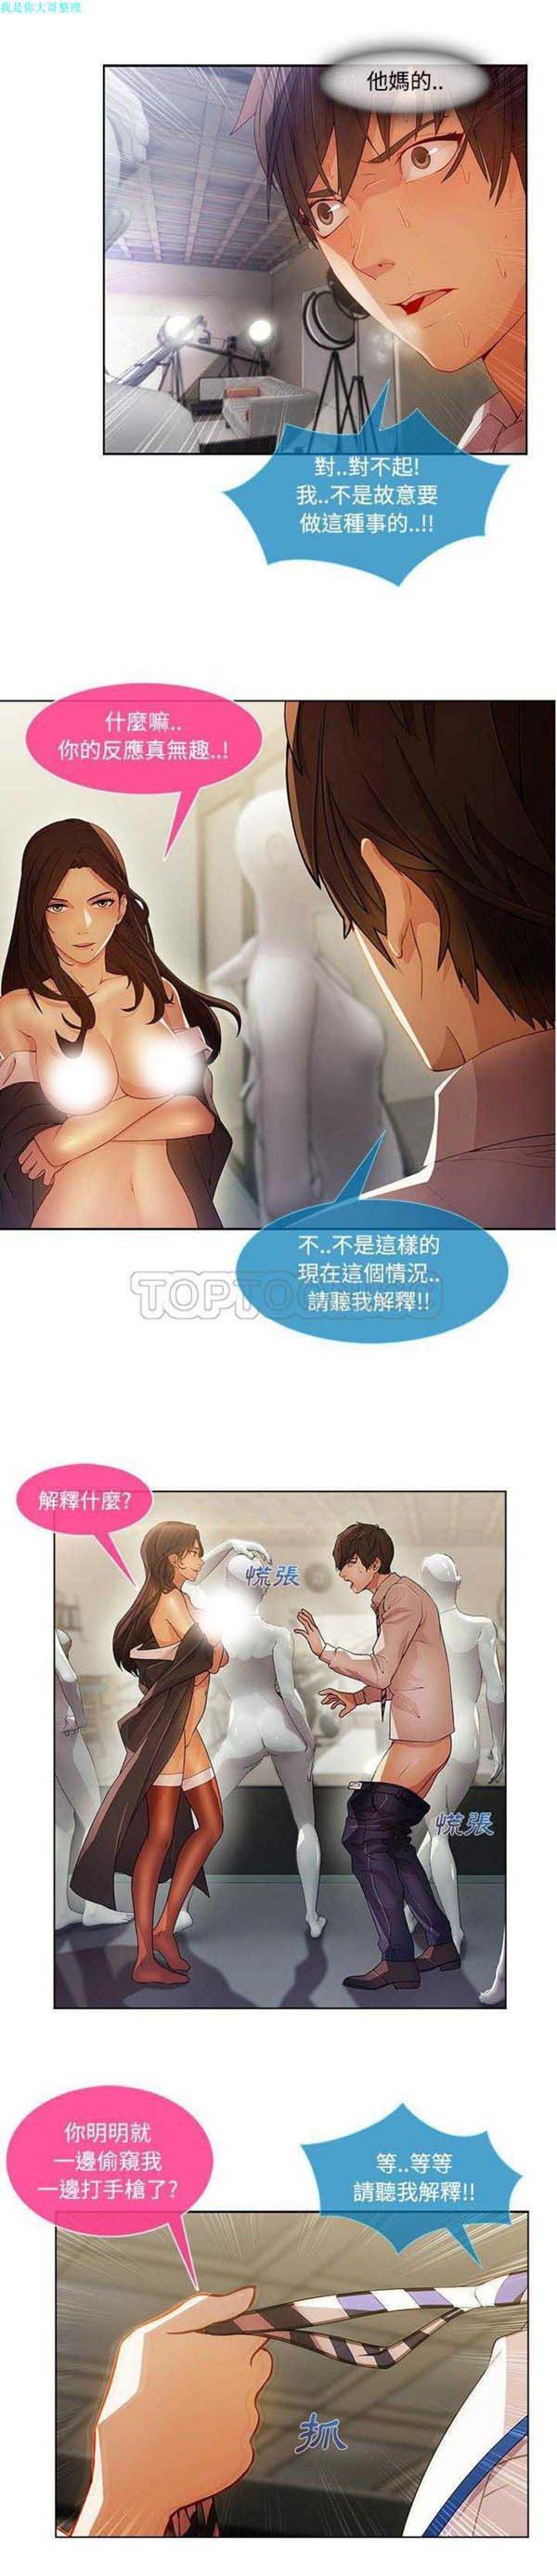 我是你大哥整理
他媽的..
對..對不起!
我..不是故意要
做這種事的..!!
什麼嘛..
你的反應真無趣..!
不..不是這樣的
現在這個情況..
請聽我解釋!!
TOPTOONS
解釋什麼?
慌張
慌張
你明明就
一邊偷窺我
一邊打手槍了?
等..等等
請聽我解釋!!
抓